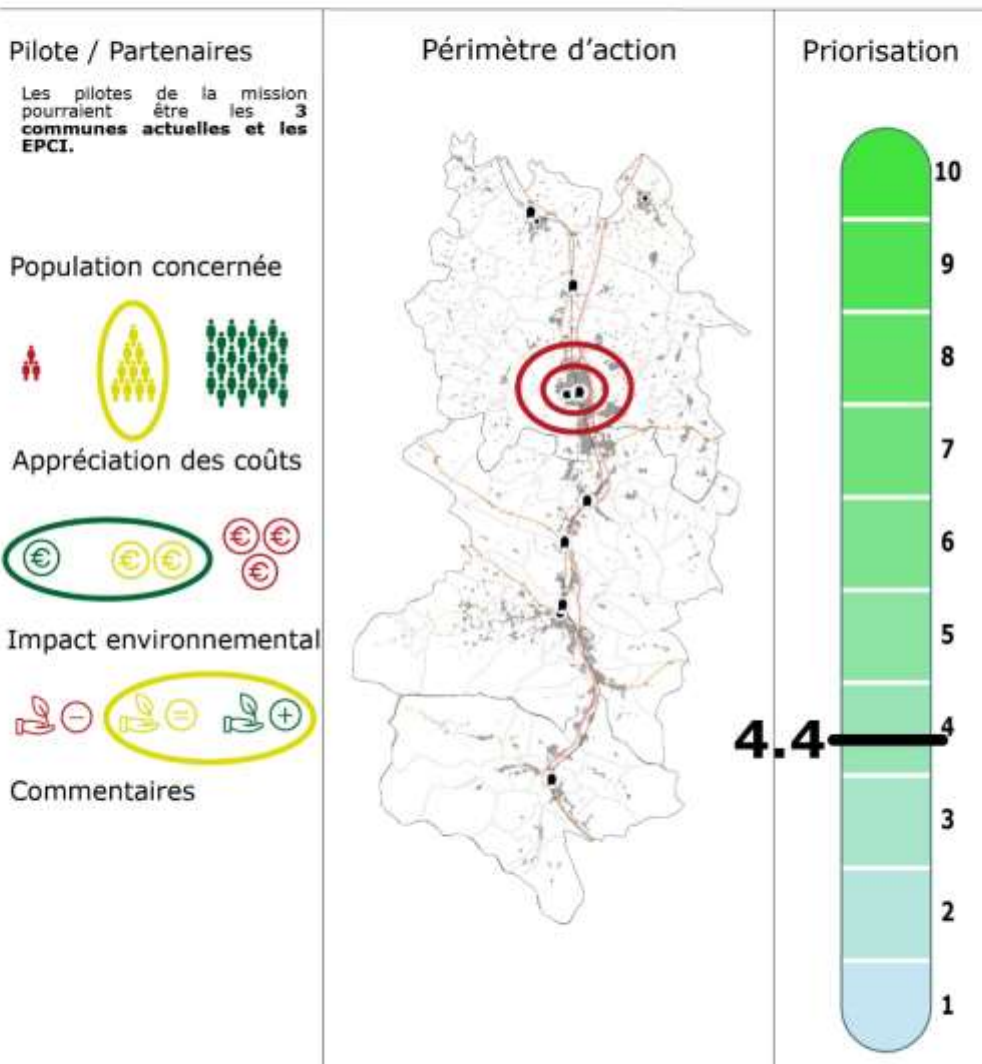 Pilote / Partenaires
Les pilotes de la mission
pourraient être les 3
communes actuelles et les
EPCI.
Population concernée
Appréciation des coûts
€ € € € € €
Impact environnemental
- = +
Commentaires
Périmètre d'action
Priorisation
10
9
8
7
6
5
4
4.4
3
2
1